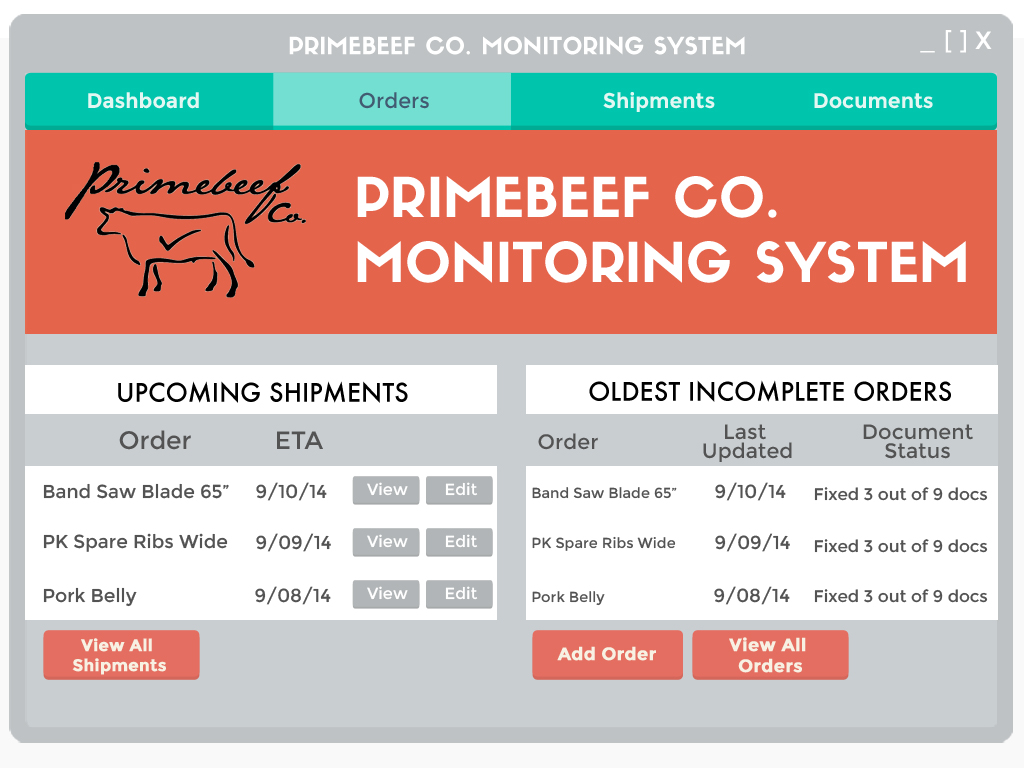 PRIMEBEEF CO. MONITORING SYSTEM
_ [ ] X
Dashboard Orders Shipments Documents
Primebeef
Co.
PRIMEBEEF CO.
MONITORING SYSTEM
UPCOMING SHIPMENTS
Order ETA
Band Saw Blade 65” 9/10/14 View Edit
PK Spare Ribs Wide 9/09/14 View Edit
Pork Belly 9/08/14 View Edit
View All
Shipments
OLDEST INCOMPLETE ORDERS
Order Last Updated Document Status
Band Saw Blade 65” 9/10/14 Fixed 3 out of 9 docs
PK Spare Ribs Wide 9/09/14 Fixed 3 out of 9 docs
Pork Belly 9/08/14 Fixed 3 out of 9 docs
Add Order
View All
Orders